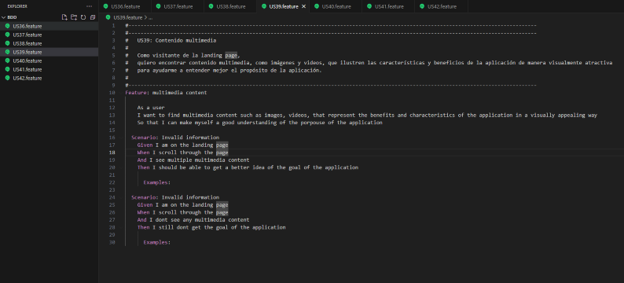 EXPLORER
...
US36.feature
US37.feature
US38.feature
US39.feature
US40.feature
US41.feature
US42.feature
BDD
US36.feature
US37.feature
US38.feature
US39.feature
US40.feature
US41.feature
US42.feature
US39.feature > ...
1 #--------------------------------------------------------------------------------
2 #--------------------------------------------------------------------------------
3 # US39: Contenido multimedia
4 #
5 # Como visitante de la landing page,
6 # quiero encontrar contenido multimedia, como imágenes y videos, que ilustren las características y beneficios de la aplicación de manera visualmente atractiva
7 # para ayudarme a entender mejor el propósito de la aplicación.
8 #
9 #--------------------------------------------------------------------------------
10 Feature: multimedia content
11
12 As a user
13 I want to find multimedia content such as images, videos, that represent the benefits and characteristics of the application in a visually appealing way
14 So that I can make myself a good understanding of the porpouse of the application
15
16 Scenario: Invalid information
17 Given I am on the landing page
18 When I scroll through the page
19 And I see multiple multimedia content
20 Then I should be able to get a better idea of the goal of the application
21
22 Examples:
23
24 Scenario: Invalid information
25 Given I am on the landing page
26 When I scroll through the page
27 And I dont see any multimedia content
28 Then I still dont get the goal of the application
29
30 Examples: